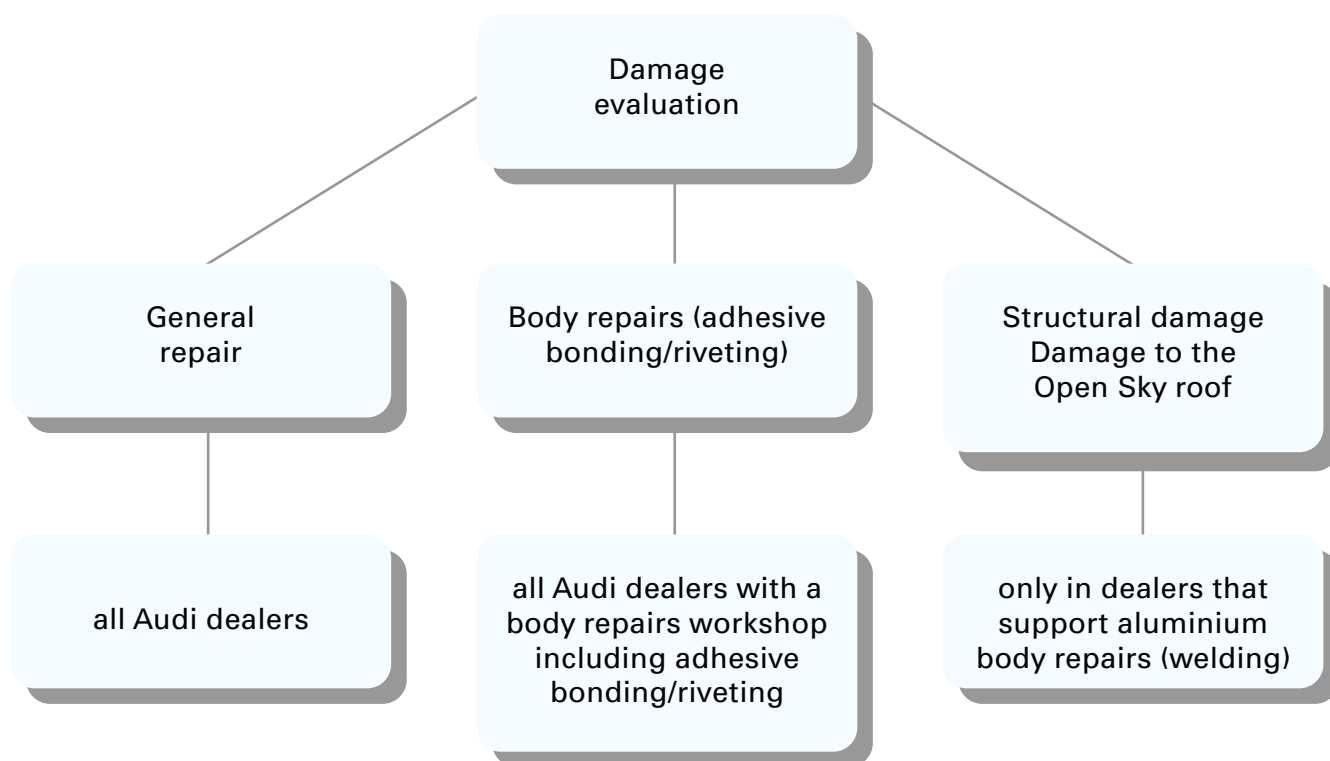 Damage
evaluation
General
repair
Body repairs (adhesive
bonding/riveting)
Structural damage
Damage to the
Open Sky roof
all Audi dealers
all Audi dealers with a
body repairs workshop
including adhesive
bonding/riveting
only in dealers that
support aluminium
body repairs (welding)